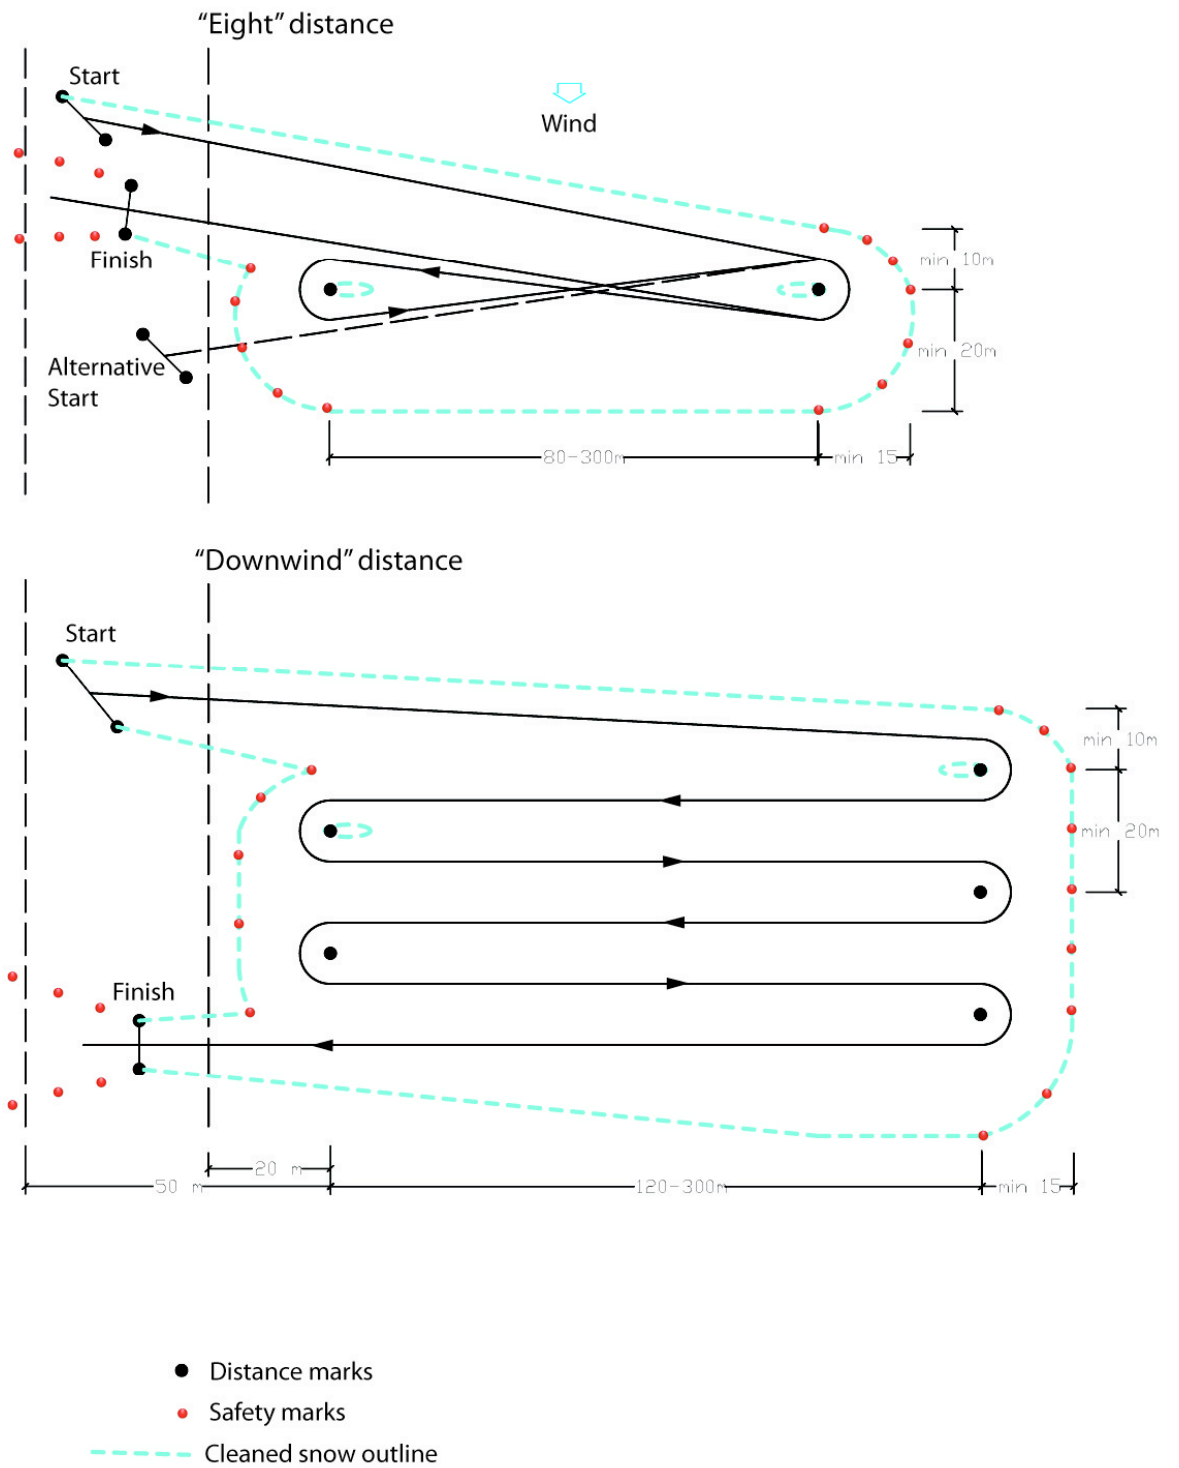 “Eight” distance
Start
Wind
Finish
min 10m
min 20m
Alternative
Start
80-300m
min 15
“Downwind” distance
Start
min 10m
min 20m
Finish
20 m
50 m
120-300m
min 15
Distance marks
Safety marks
Cleaned snow outline